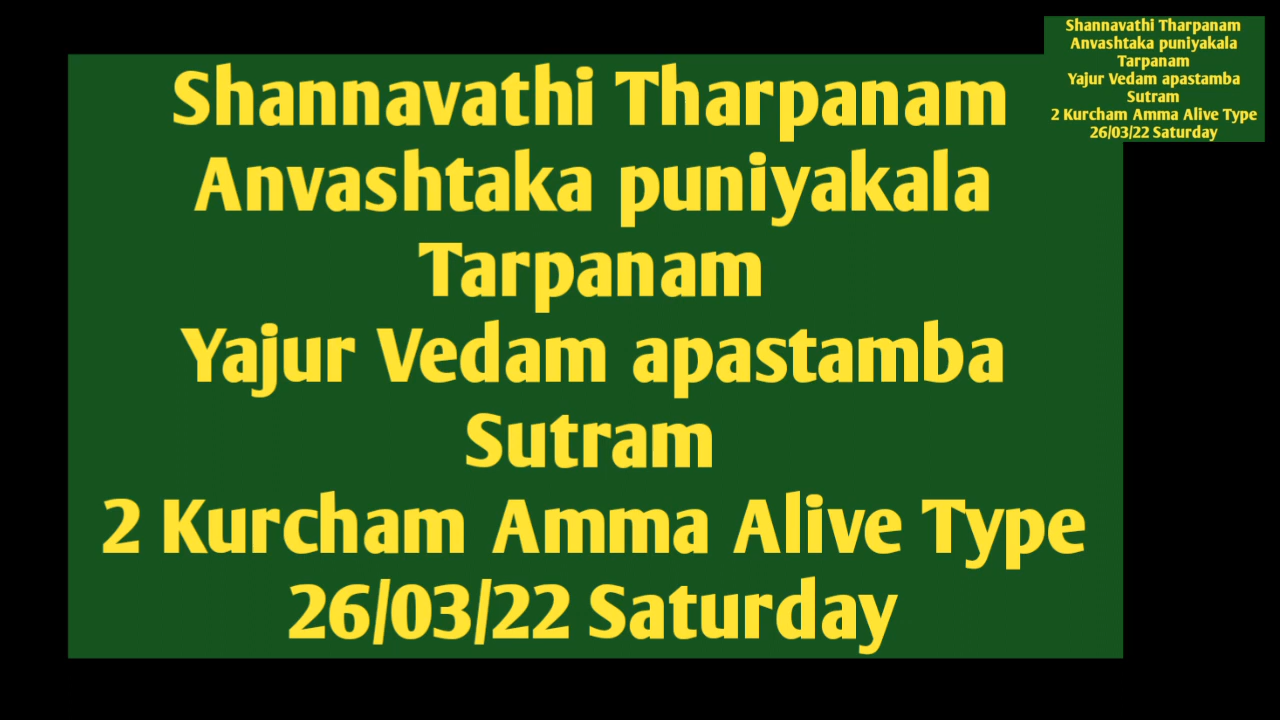 Shannavathi Tharpanam
Anvashtaka puniyakala
Tarpanam
Yajur Vedam apastamba
Sutram
2 Kurcham Amma Alive Type
26/03/22 Saturday
Shannavathi Tharpanam
Anvashtaka puniyakala
Tarpanam
Yajur Vedam apastamba
Sutram
2 Kurcham Amma Alive Type
26/03/22 Saturday